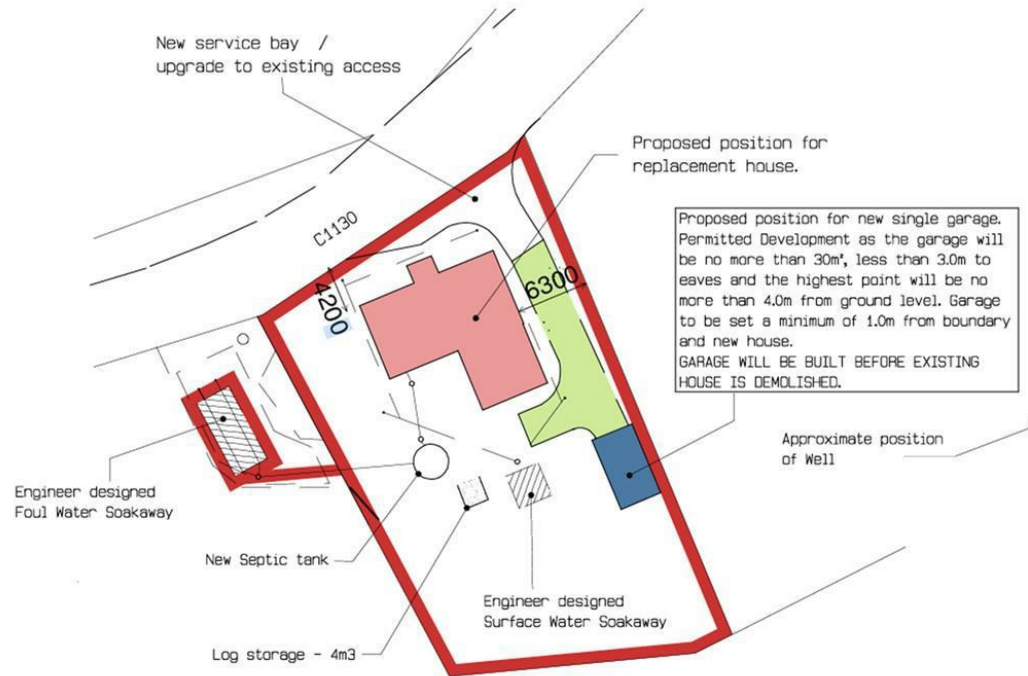 New service bay /
upgrade to existing access
Proposed position for
replacement house.
C1130
4200
6300
Proposed position for new single garage.
Permitted Development as the garage will
be no more than 30m², less than 3.0m to
eaves and the highest point will be no
more than 4.0m from ground level. Garage
to be set a minimum of 1.0m from boundary
and new house.
GARAGE WILL BE BUILT BEFORE EXISTING
HOUSE IS DEMOLISHED.
Approximate position
of Well
Engineer designed
Foul Water Soakaway
New Septic tank
Engineer designed
Surface Water Soakaway
Log storage - 4m3